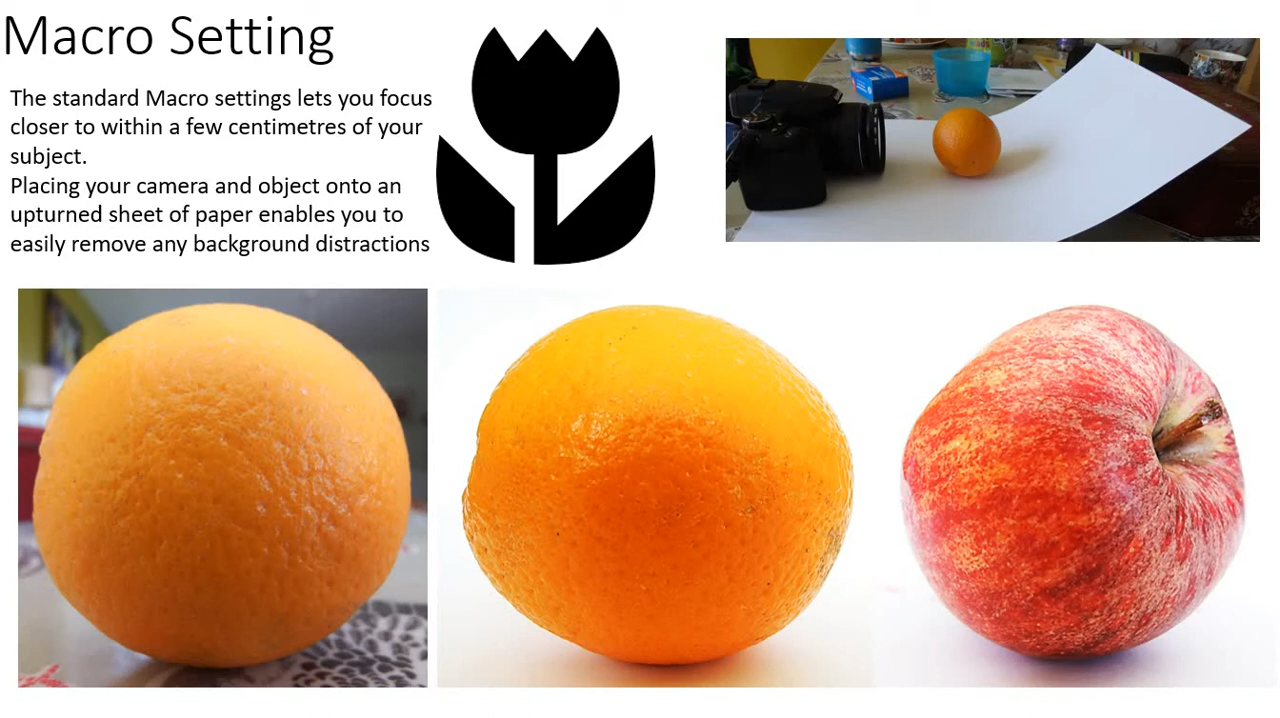 Macro Setting
The standard Macro settings lets you focus
closer to within a few centimetres of your
subject.
Placing your camera and object onto an
upturned sheet of paper enables you to
easily remove any background distractions